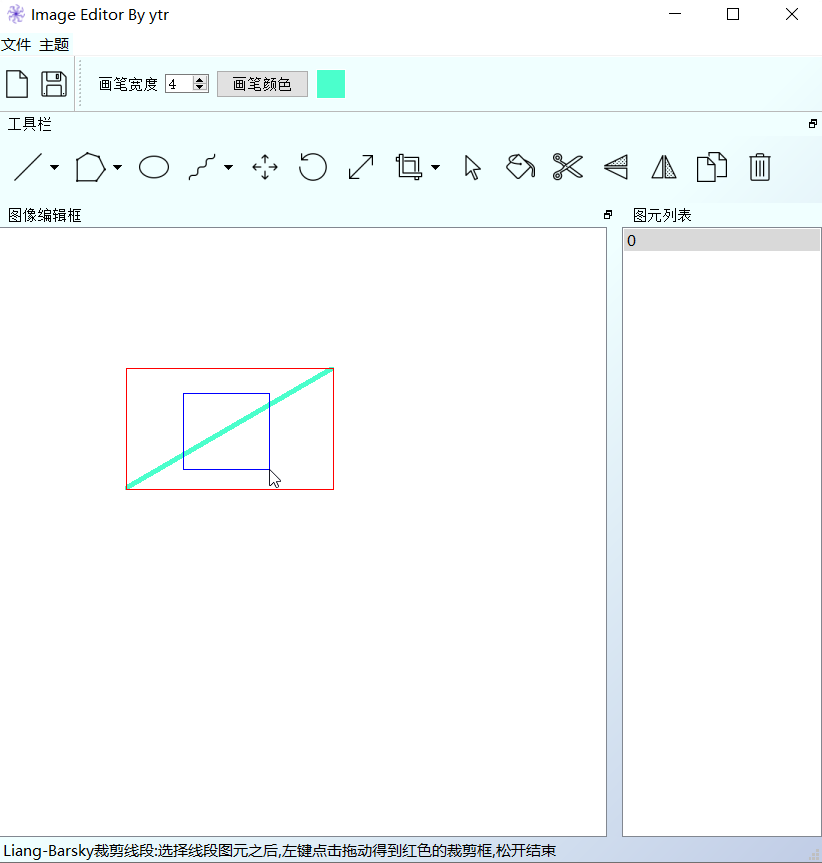 Image Editor By ytr
文件 主题
画笔宽度 4 画笔颜色
工具栏
图像编辑框 图元列表
0
Liang-Barsky裁剪线段:选择线段图元之后,左键点击拖动得到红色的裁剪框,松开结束